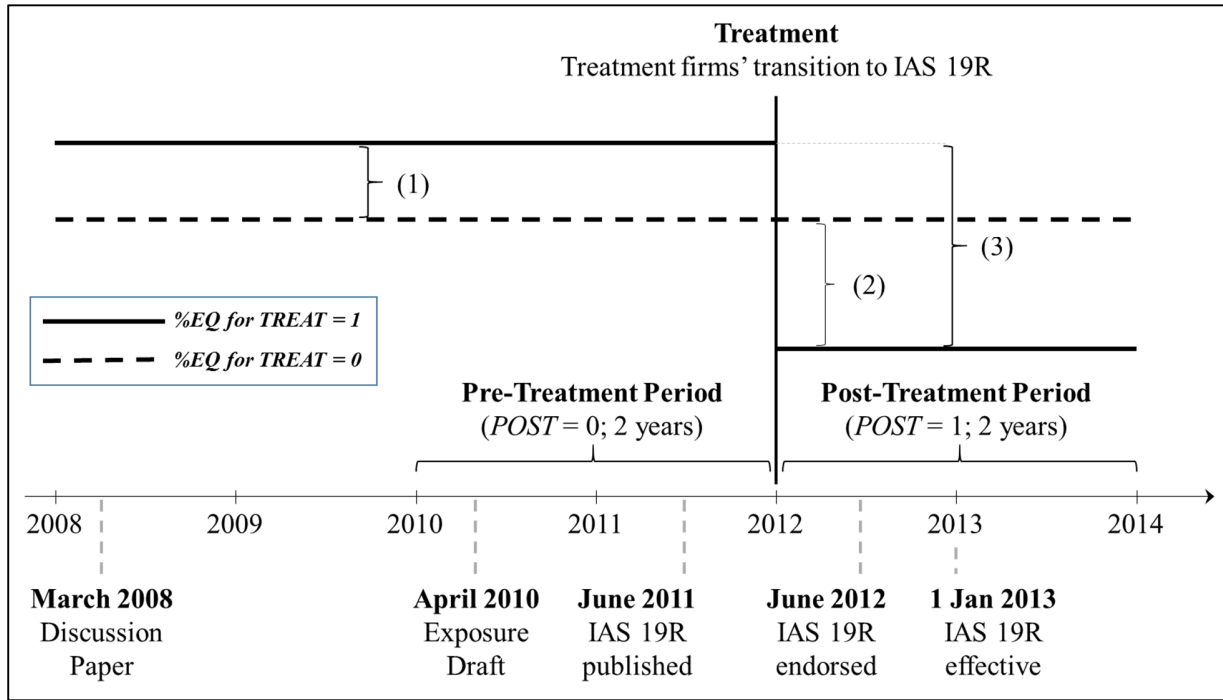 Treatment
Treatment firms' transition to IAS 19R
(1)
(2)
(3)
%EQ for TREAT = 1
%EQ for TREAT = 0
Pre-Treatment Period
(POST = 0; 2 years)
Post-Treatment Period
(POST = 1; 2 years)
2008
2009
2010
2011
2012
2013
2014
March 2008
Discussion
Paper
April 2010
Exposure
Draft
June 2011
IAS 19R
published
June 2012
IAS 19R
endorsed
1 Jan 2013
IAS 19R
effective